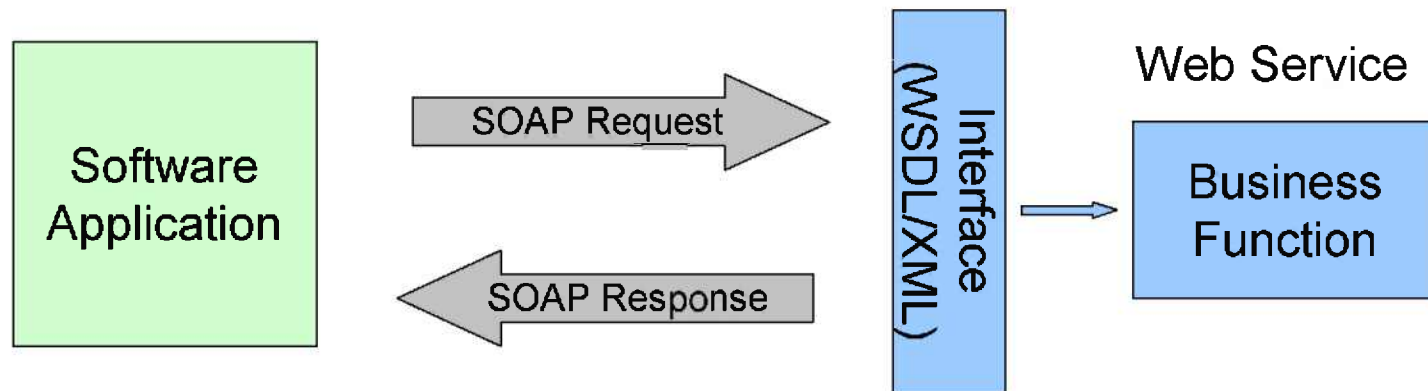 Software
Application
SOAP Request
SOAP Response
Interface
(WSDL/XML)
Web Service
Business
Function